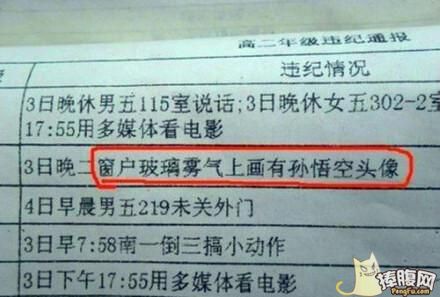 高二年级违纪通报
违纪情况
3日晚休男五115室说话;3日晚休女五302-2室
17:55用多媒体看电影
3日晚二窗户玻璃雾气上画有孙悟空头像
4日早晨男五219未关外门
3日早7:58南一倒三搞小动作
3日下午17:55用多媒体看电影
捧腹网
PengFu.com